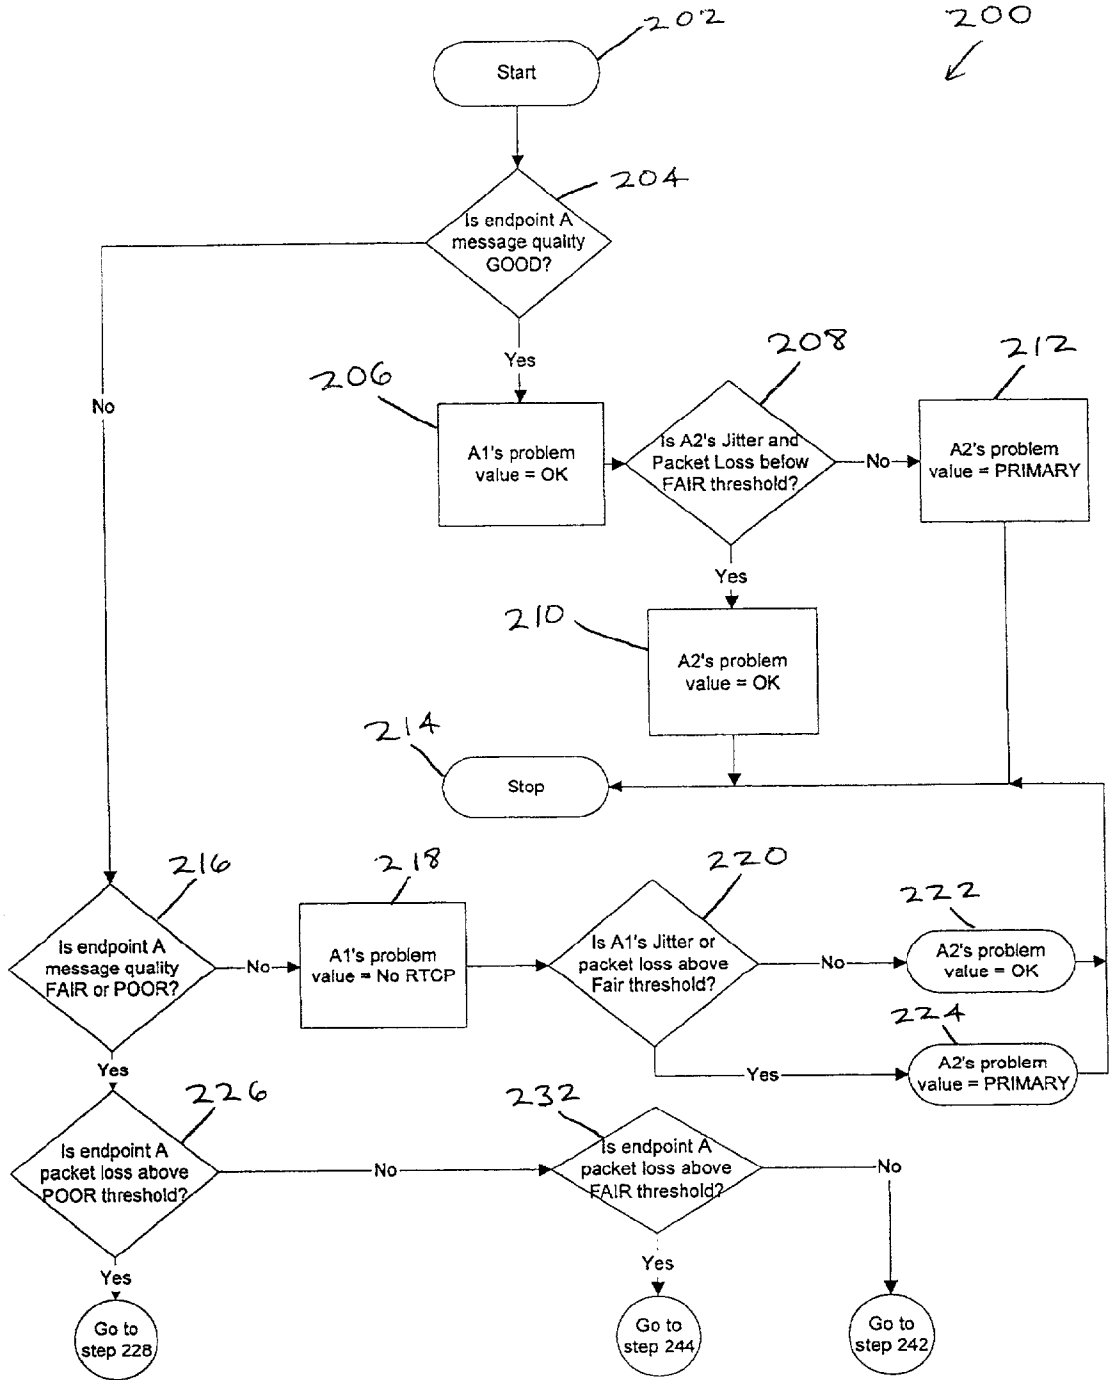 202
200
Start
204
Is endpoint A
message quality
GOOD?
Yes
No
206
208
212
A1's problem
value = OK
Is A2's Jitter and
Packet Loss below
FAIR threshold?
No
A2's problem
value = PRIMARY
Yes
210
A2's problem
value = OK
214
Stop
216
218
220
222
Is endpoint A
message quality
FAIR or POOR?
No
A1's problem
value = No RTCP
Is A1's Jitter or
packet loss above
Fair threshold?
No
A2's problem
value = OK
224
Yes
Yes
A2's problem
value = PRIMARY
226
232
Is endpoint A
packet loss above
POOR threshold?
No
Is endpoint A
packet loss above
FAIR threshold?
No
Yes
Yes
Go to
step 228
Go to
step 244
Go to
step 242